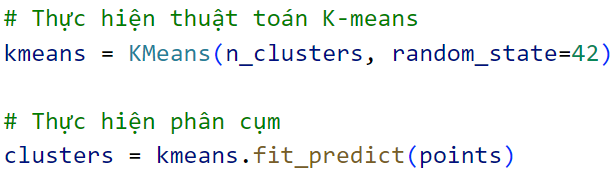 # Thực hiện thuật toán K-means
kmeans = KMeans(n_clusters, random_state=42)
# Thực hiện phân cụm
clusters = kmeans.fit_predict(points)